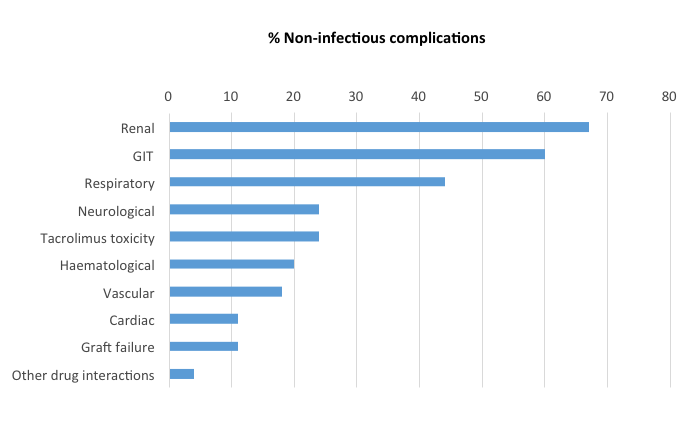 % Non-infectious complications
0 10 20 30 40 50 60 70 80
Renal
GIT
Respiratory
Neurological
Tacrolimus toxicity
Haematological
Vascular
Cardiac
Graft failure
Other drug interactions